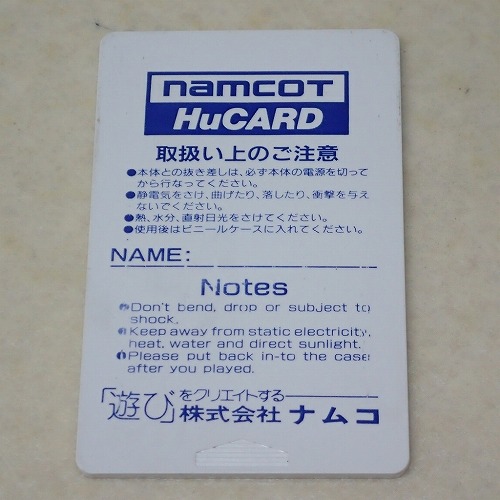 namcoT
HuCARD
取扱い上のご注意
●本体との抜き差しは、必ず本体の電源を切って
から行なってください。
●静電気をさけ、曲げたり、落したり、衝撃を与え
ないでください。
●熱、水分、直射日光をさけてください。
●使用後はビニールケースに入れてください。
NAME:
Notes
●Don't bend, drop or subject to
shock.
●Keep away from static electricity,
heat, water and direct sunlight.
●Please put back in-to the case
after you played.
「遊び」をクリエイトする
株式会社 ナムコ